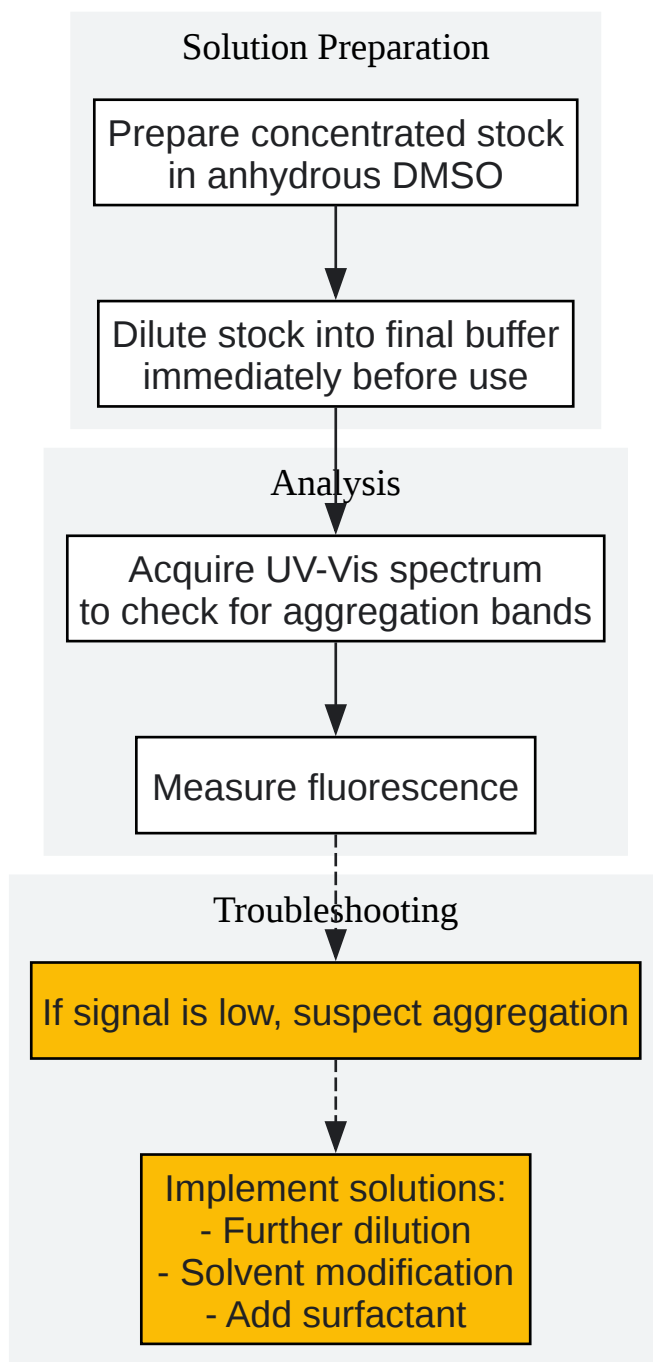 Solution Preparation
Prepare concentrated stock
in anhydrous DMSO
Dilute stock into final buffer
immediately before use
Analysis
Acquire UV-Vis spectrum
to check for aggregation bands
Measure fluorescence
Troubleshooting
If signal is low, suspect aggregation
Implement solutions:
- Further dilution
- Solvent modification
- Add surfactant